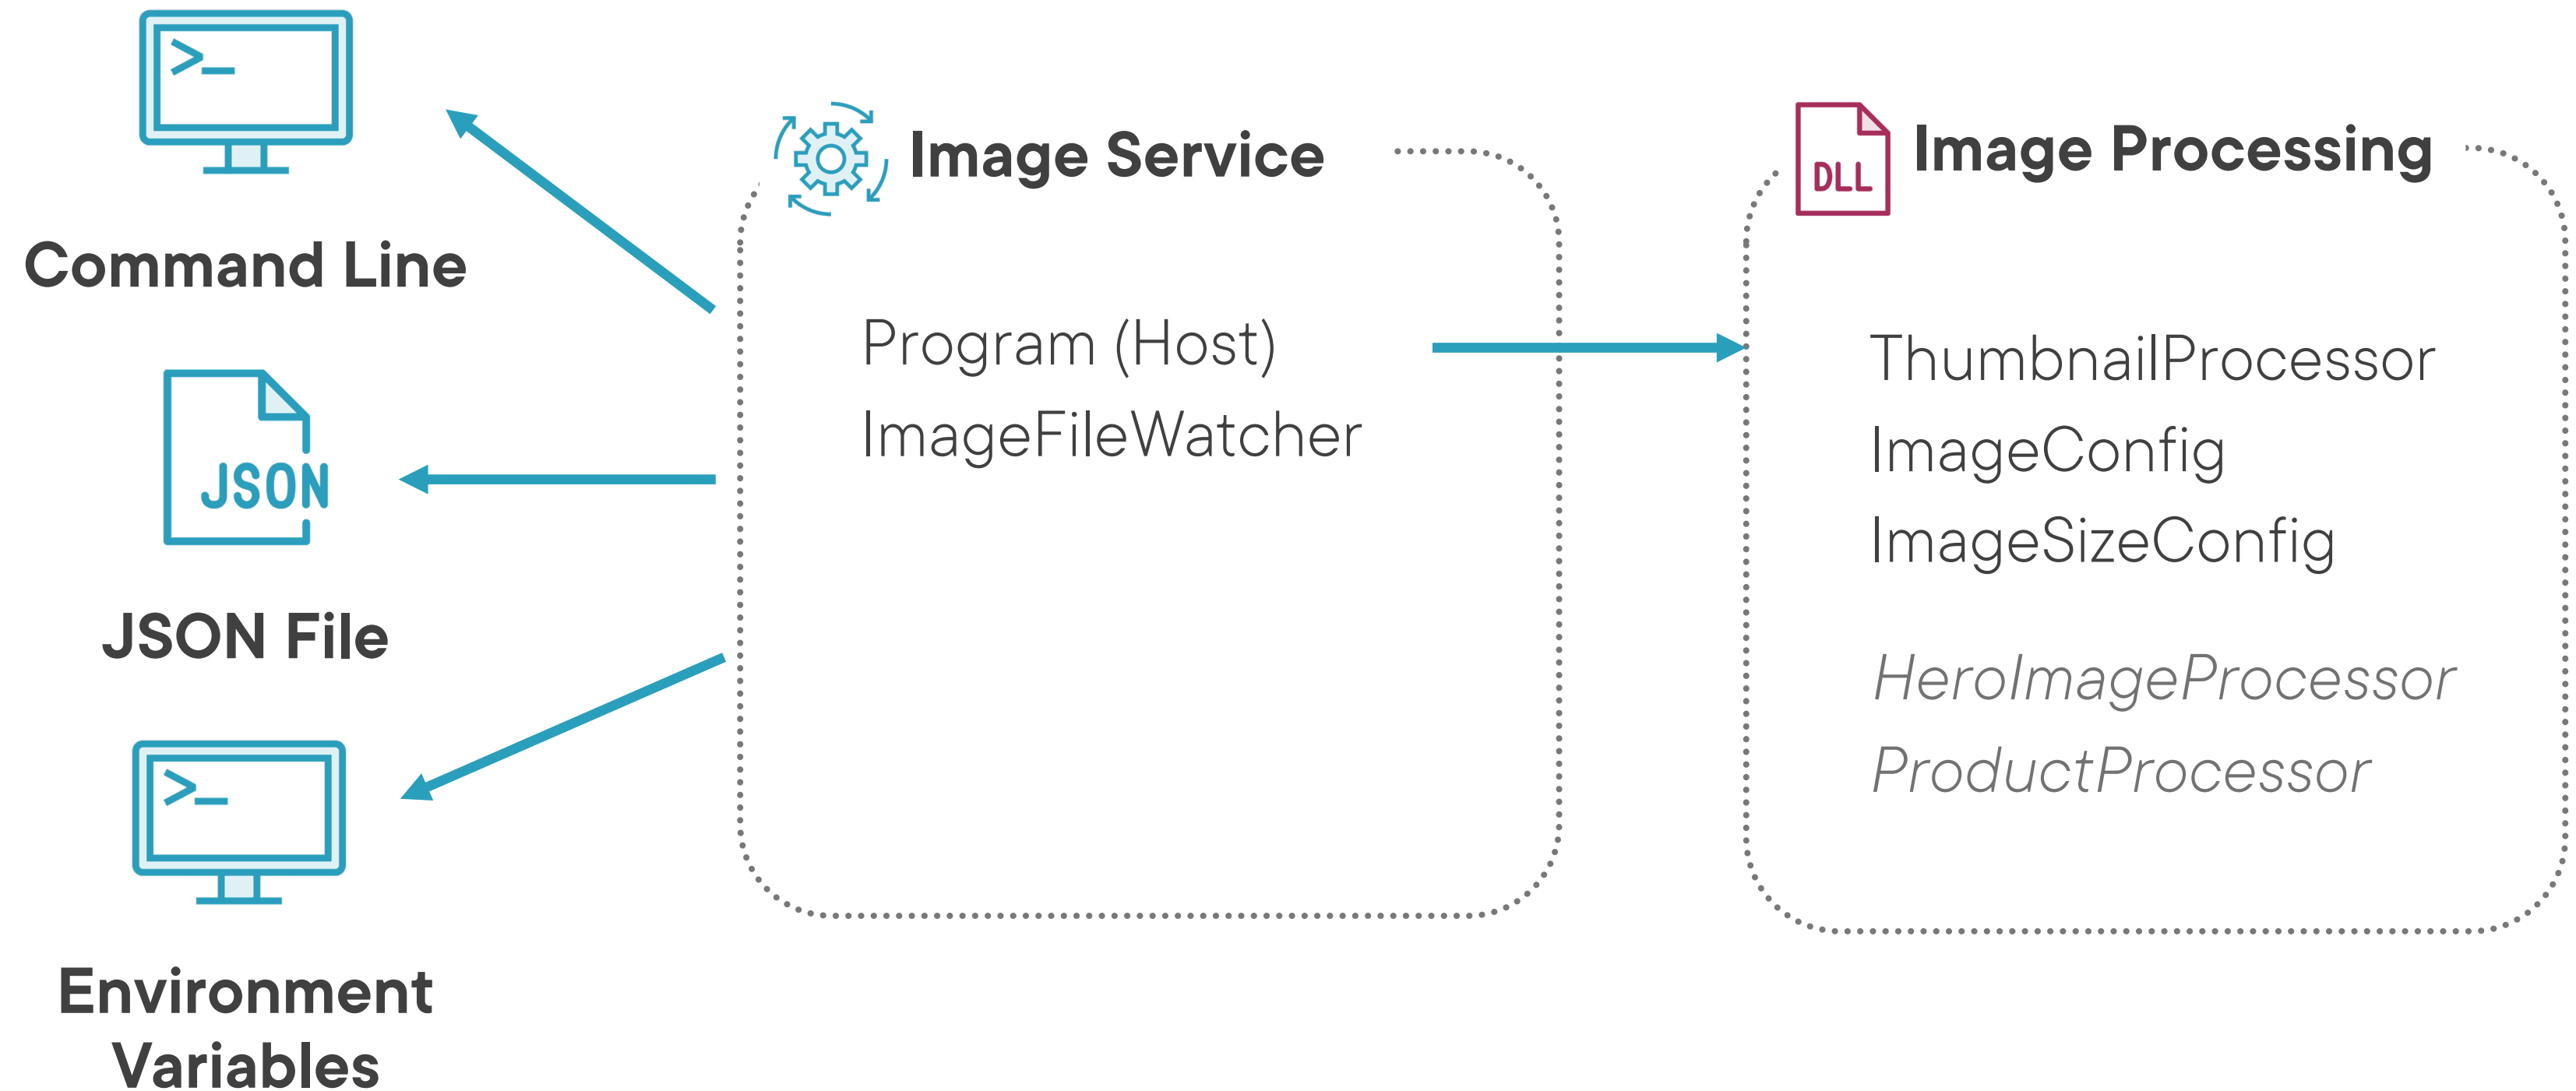 >_
Command Line
JSON
JSON File
>_
Environment
Variables
Image Service
Program (Host)
ImageFileWatcher
DLL
Image Processing
ThumbnailProcessor
ImageConfig
ImageSizeConfig
HeroImageProcessor
ProductProcessor